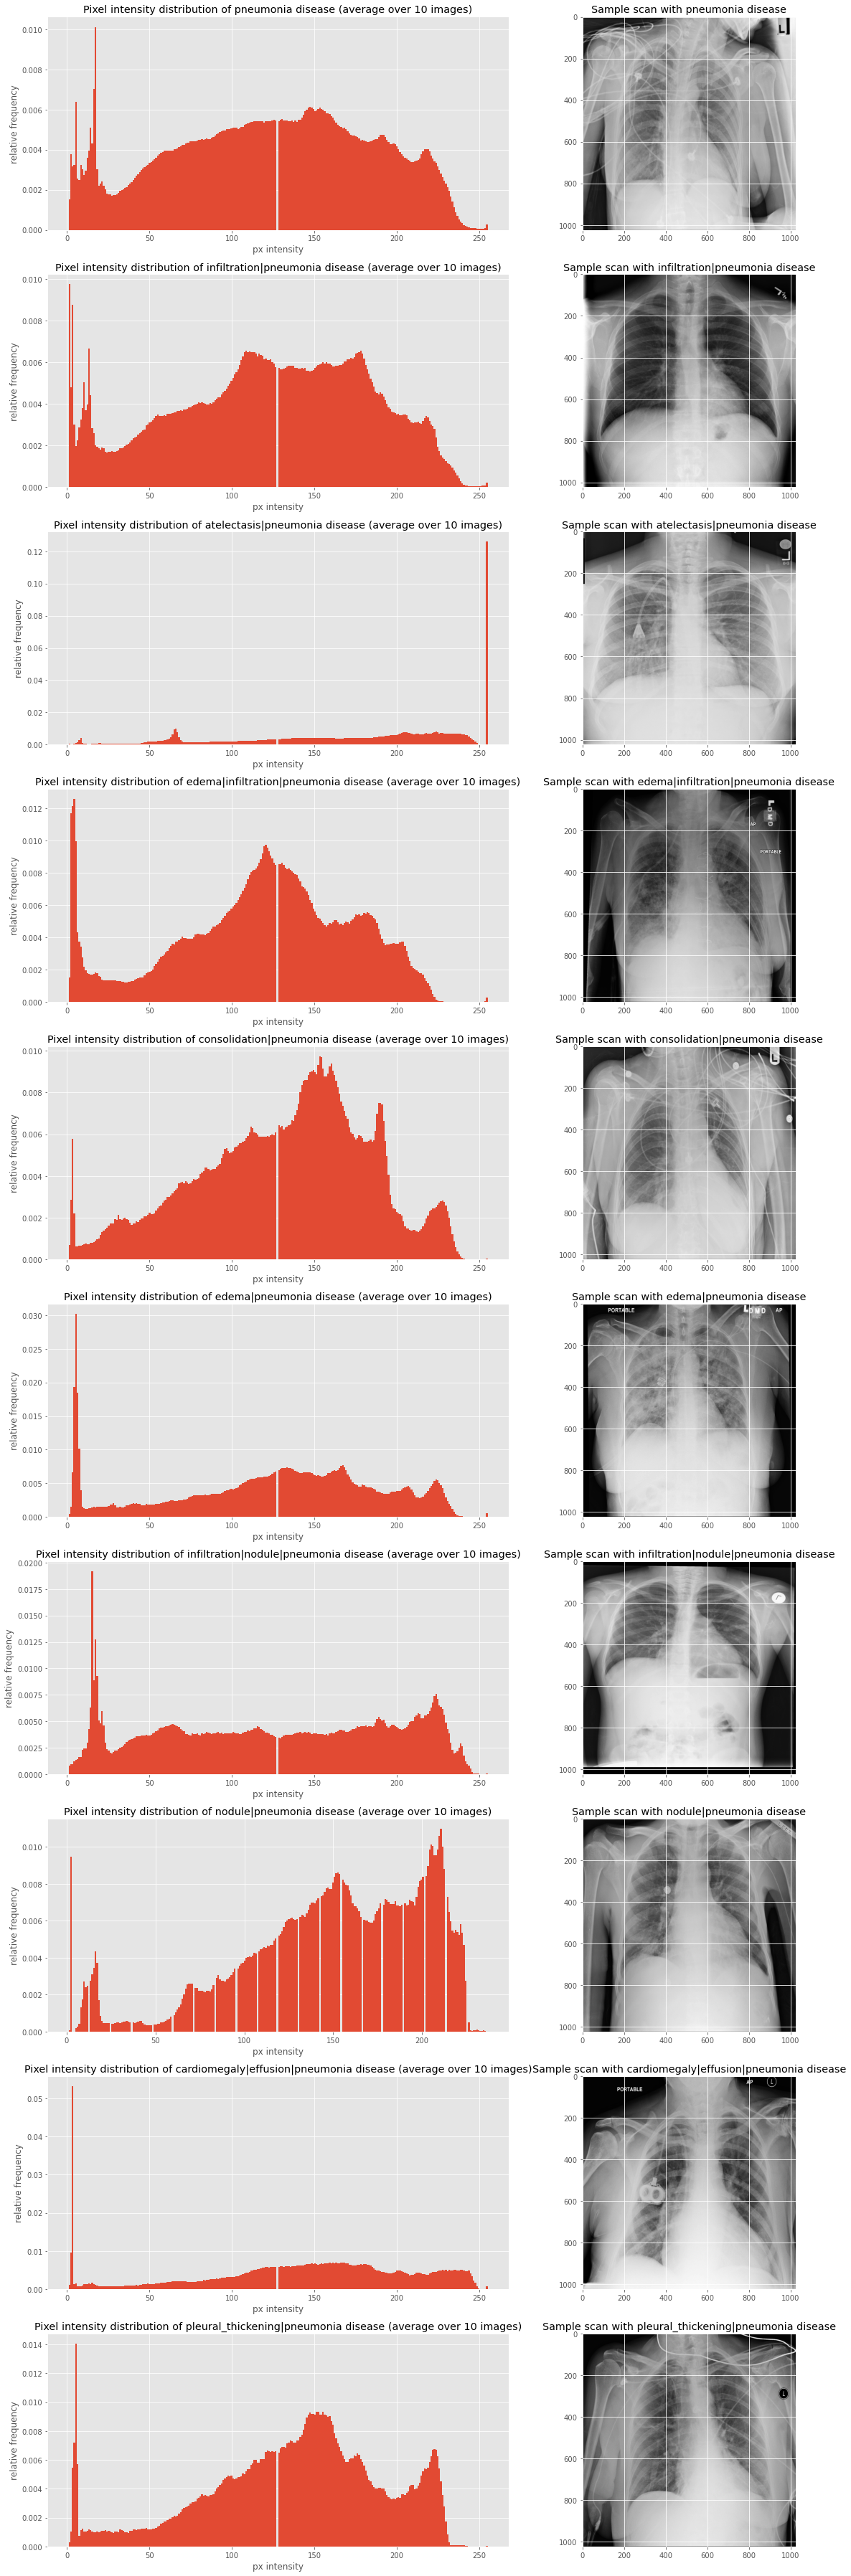 Pixel intensity distribution of pneumonia disease (average over 10 images)
Sample scan with pneumonia disease
relative frequency
0.010
0.008
0.006
0.004
0.002
0.000
0 50 100 150 200 250
px intensity
0
200
400
600
800
1000
0 200 400 600 800 1000
L
Pixel intensity distribution of infiltration|pneumonia disease (average over 10 images)
Sample scan with infiltration|pneumonia disease
relative frequency
0.010
0.008
0.006
0.004
0.002
0.000
0 50 100 150 200 250
px intensity
0
200
400
600
800
1000
0 200 400 600 800 1000
Pixel intensity distribution of atelectasis|pneumonia disease (average over 10 images)
Sample scan with atelectasis|pneumonia disease
relative frequency
0.12
0.10
0.08
0.06
0.04
0.02
0.00
0 50 100 150 200 250
px intensity
0
200
400
600
800
1000
0 200 400 600 800 1000
L
Pixel intensity distribution of edema|infiltration|pneumonia disease (average over 10 images)
Sample scan with edema|infiltration|pneumonia disease
relative frequency
0.012
0.010
0.008
0.006
0.004
0.002
0.000
0 50 100 150 200 250
px intensity
0
200
400
600
800
1000
0 200 400 600 800 1000
PORTABLE
Pixel intensity distribution of consolidation|pneumonia disease (average over 10 images)
Sample scan with consolidation|pneumonia disease
relative frequency
0.010
0.008
0.006
0.004
0.002
0.000
0 50 100 150 200 250
px intensity
0
200
400
600
800
1000
0 200 400 600 800 1000
L
Pixel intensity distribution of edema|pneumonia disease (average over 10 images)
Sample scan with edema|pneumonia disease
relative frequency
0.030
0.025
0.020
0.015
0.010
0.005
0.000
0 50 100 150 200 250
px intensity
0
200
400
600
800
1000
0 200 400 600 800 1000
PORTABLE
AP
Pixel intensity distribution of infiltration|nodule|pneumonia disease (average over 10 images)
Sample scan with infiltration|nodule|pneumonia disease
relative frequency
0.0200
0.0175
0.0150
0.0125
0.0100
0.0075
0.0050
0.0025
0.0000
0 50 100 150 200 250
px intensity
0
200
400
600
800
1000
0 200 400 600 800 1000
Pixel intensity distribution of nodule|pneumonia disease (average over 10 images)
Sample scan with nodule|pneumonia disease
relative frequency
0.010
0.008
0.006
0.004
0.002
0.000
0 50 100 150 200
px intensity
0
200
400
600
800
1000
0 200 400 600 800 1000
Pixel intensity distribution of cardiomegaly|effusion|pneumonia disease (average over 10 images)
Sample scan with cardiomegaly|effusion|pneumonia disease
relative frequency
0.05
0.04
0.03
0.02
0.01
0.00
0 50 100 150 200 250
px intensity
0
200
400
600
800
1000
0 200 400 600 800 1000
PORTABLE
AP
L
Pixel intensity distribution of pleural_thickening|pneumonia disease (average over 10 images)
Sample scan with pleural_thickening|pneumonia disease
relative frequency
0.014
0.012
0.010
0.008
0.006
0.004
0.002
0.000
0 50 100 150 200 250
px intensity
0
200
400
600
800
1000
0 200 400 600 800 1000
L